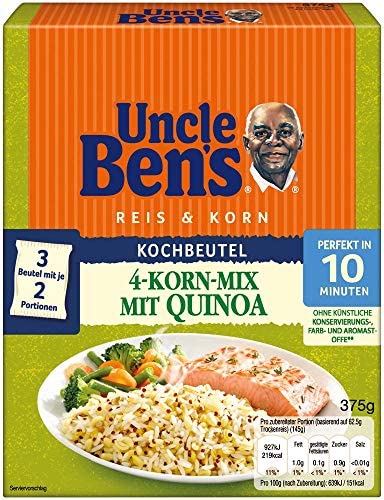 375g
Uncle
Ben's
®
®
REIS & KORN
KOCHBEUTEL
3
Beutel mit je
2
Portionen
4-KORN-MIX
MIT QUINOA
PERFEKT IN
10
MINUTEN
OHNE KÜNSTLICHE
KONSERVIERUNGS-,
FARB- UND AROMAST-
OFFE**
375g
Pro zubereiteter Portion (basierend auf 62.5g
Trockenreis) (145g)
927kJ
219kcal
11%*
Fett
1.0g
1%*
gesättigte
Fettsäuren
0.1g
<1%*
Zucker
0.9g
1%*
Salz
<0.01g
<1%*
Pro 100g (nach Zubereitung): 639kJ / 151kcal
Serviervorschlag